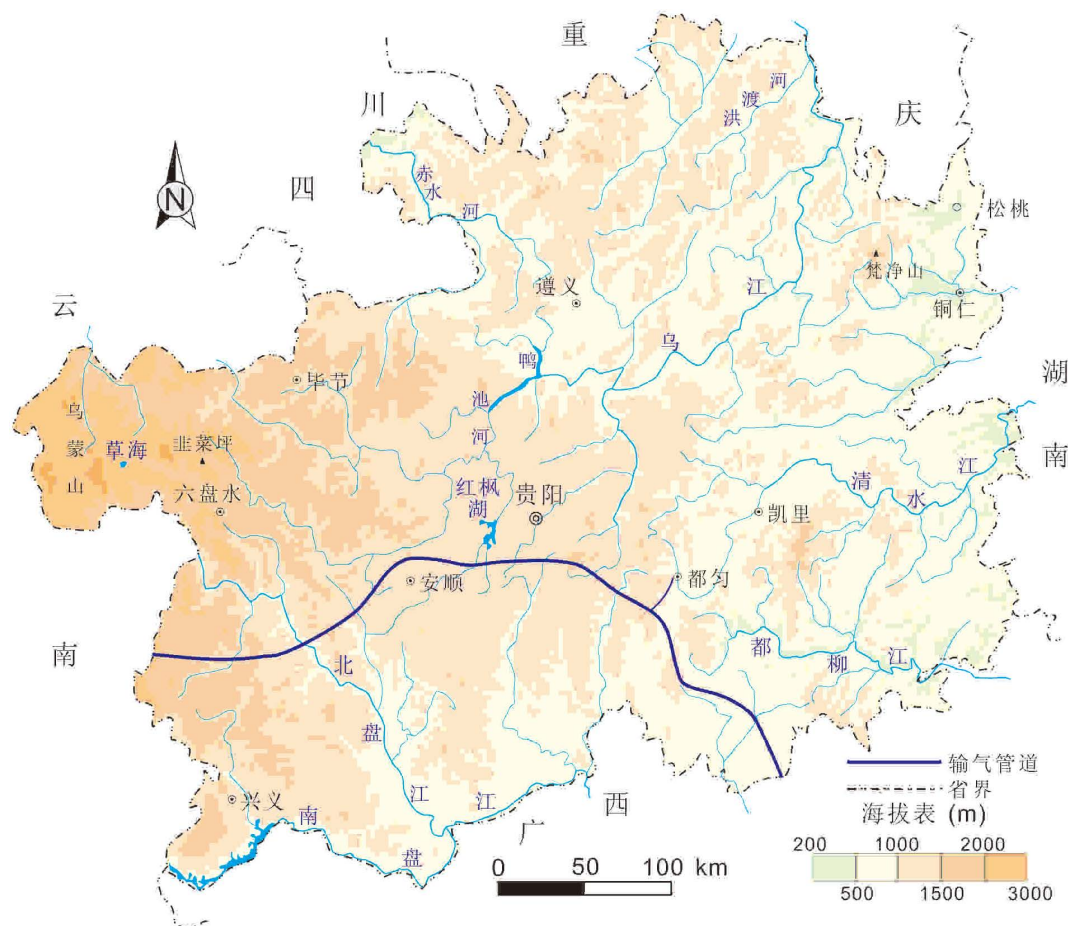 重
庆
川
四
云
南
湖
南
广
西
洪渡河
赤水河
N
松桃
梵净山
铜仁
遵义
乌江
鸭池河
毕节
乌蒙山
草海
韭菜坪
六盘水
红枫湖
贵阳
清水江
凯里
安顺
都匀
都柳江
北盘江
兴义
南盘江
输气管道
省界
海拔表 (m)
200 1000 2000
500 1500 3000
0 50 100 km